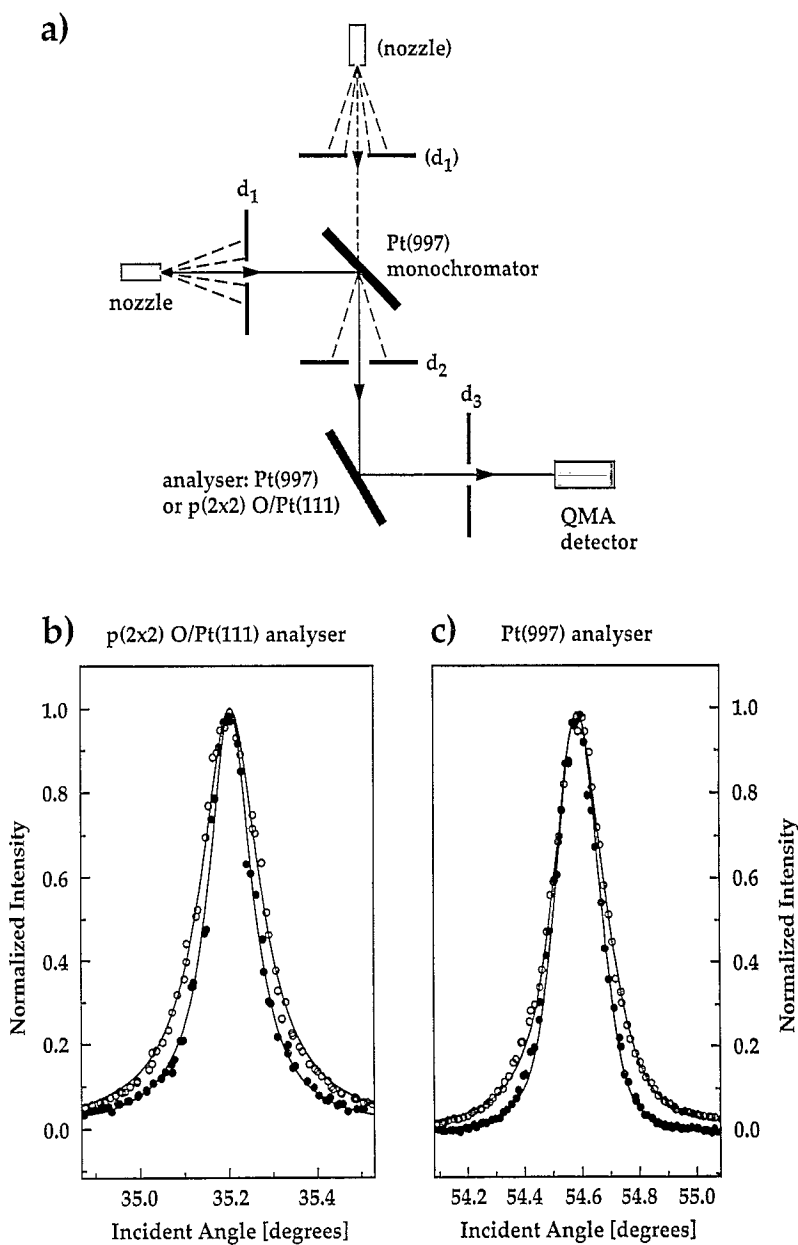 a)
(nozzle)
(d1)
d1
Pt(997)
monochromator
nozzle
d2
d3
analyser: Pt(997)
or p(2x2) O/Pt(111)
QMA
detector
b)
p(2x2) O/Pt(111) analyser
c)
Pt(997) analyser
1.0
0.8
0.6
0.4
0.2
0.0
Normalized Intensity
35.0
35.2
35.4
Incident Angle [degrees]
1.0
0.8
0.6
0.4
0.2
0.0
Normalized Intensity
54.2
54.4
54.6
54.8
55.0
Incident Angle [degrees]